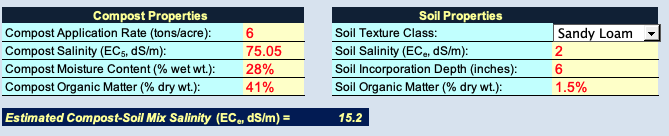 Compost Properties
Compost Application Rate (tons/acre): 6
Compost Salinity (EC5, dS/m): 75.05
Compost Moisture Content (% wet wt.): 28%
Compost Organic Matter (% dry wt.): 41%
Soil Properties
Soil Texture Class: Sandy Loam
Soil Salinity (ECe, dS/m): 2
Soil Incorporation Depth (inches): 6
Soil Organic Matter (% dry wt.): 1.5%
Estimated Compost-Soil Mix Salinity (ECe, dS/m) = 15.2